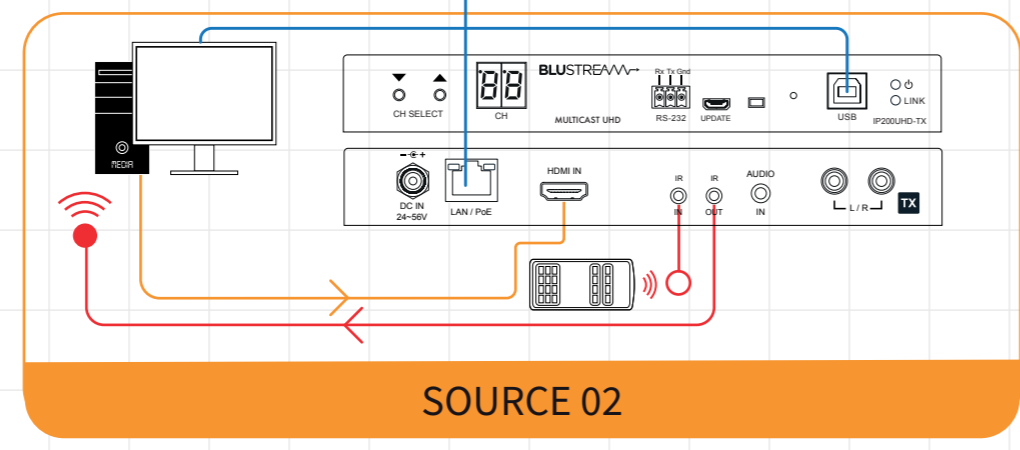 MEDIA
CH SELECT
88
CH
BLUSTREAM
MULTICAST UHD
Rx Tx Gnd
RS-232
UPDATE
USB
LINK
IP200UHD-TX
- +
DC IN
24~56V
LAN / PoE
HDMI IN
IR
IN
IR
OUT
AUDIO
IN
L / R
TX
SOURCE 02